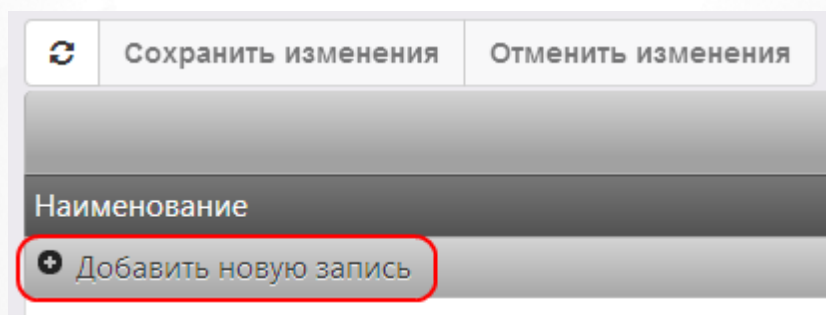 Сохранить изменения Отменить изменения
Наименование
Добавить новую запись